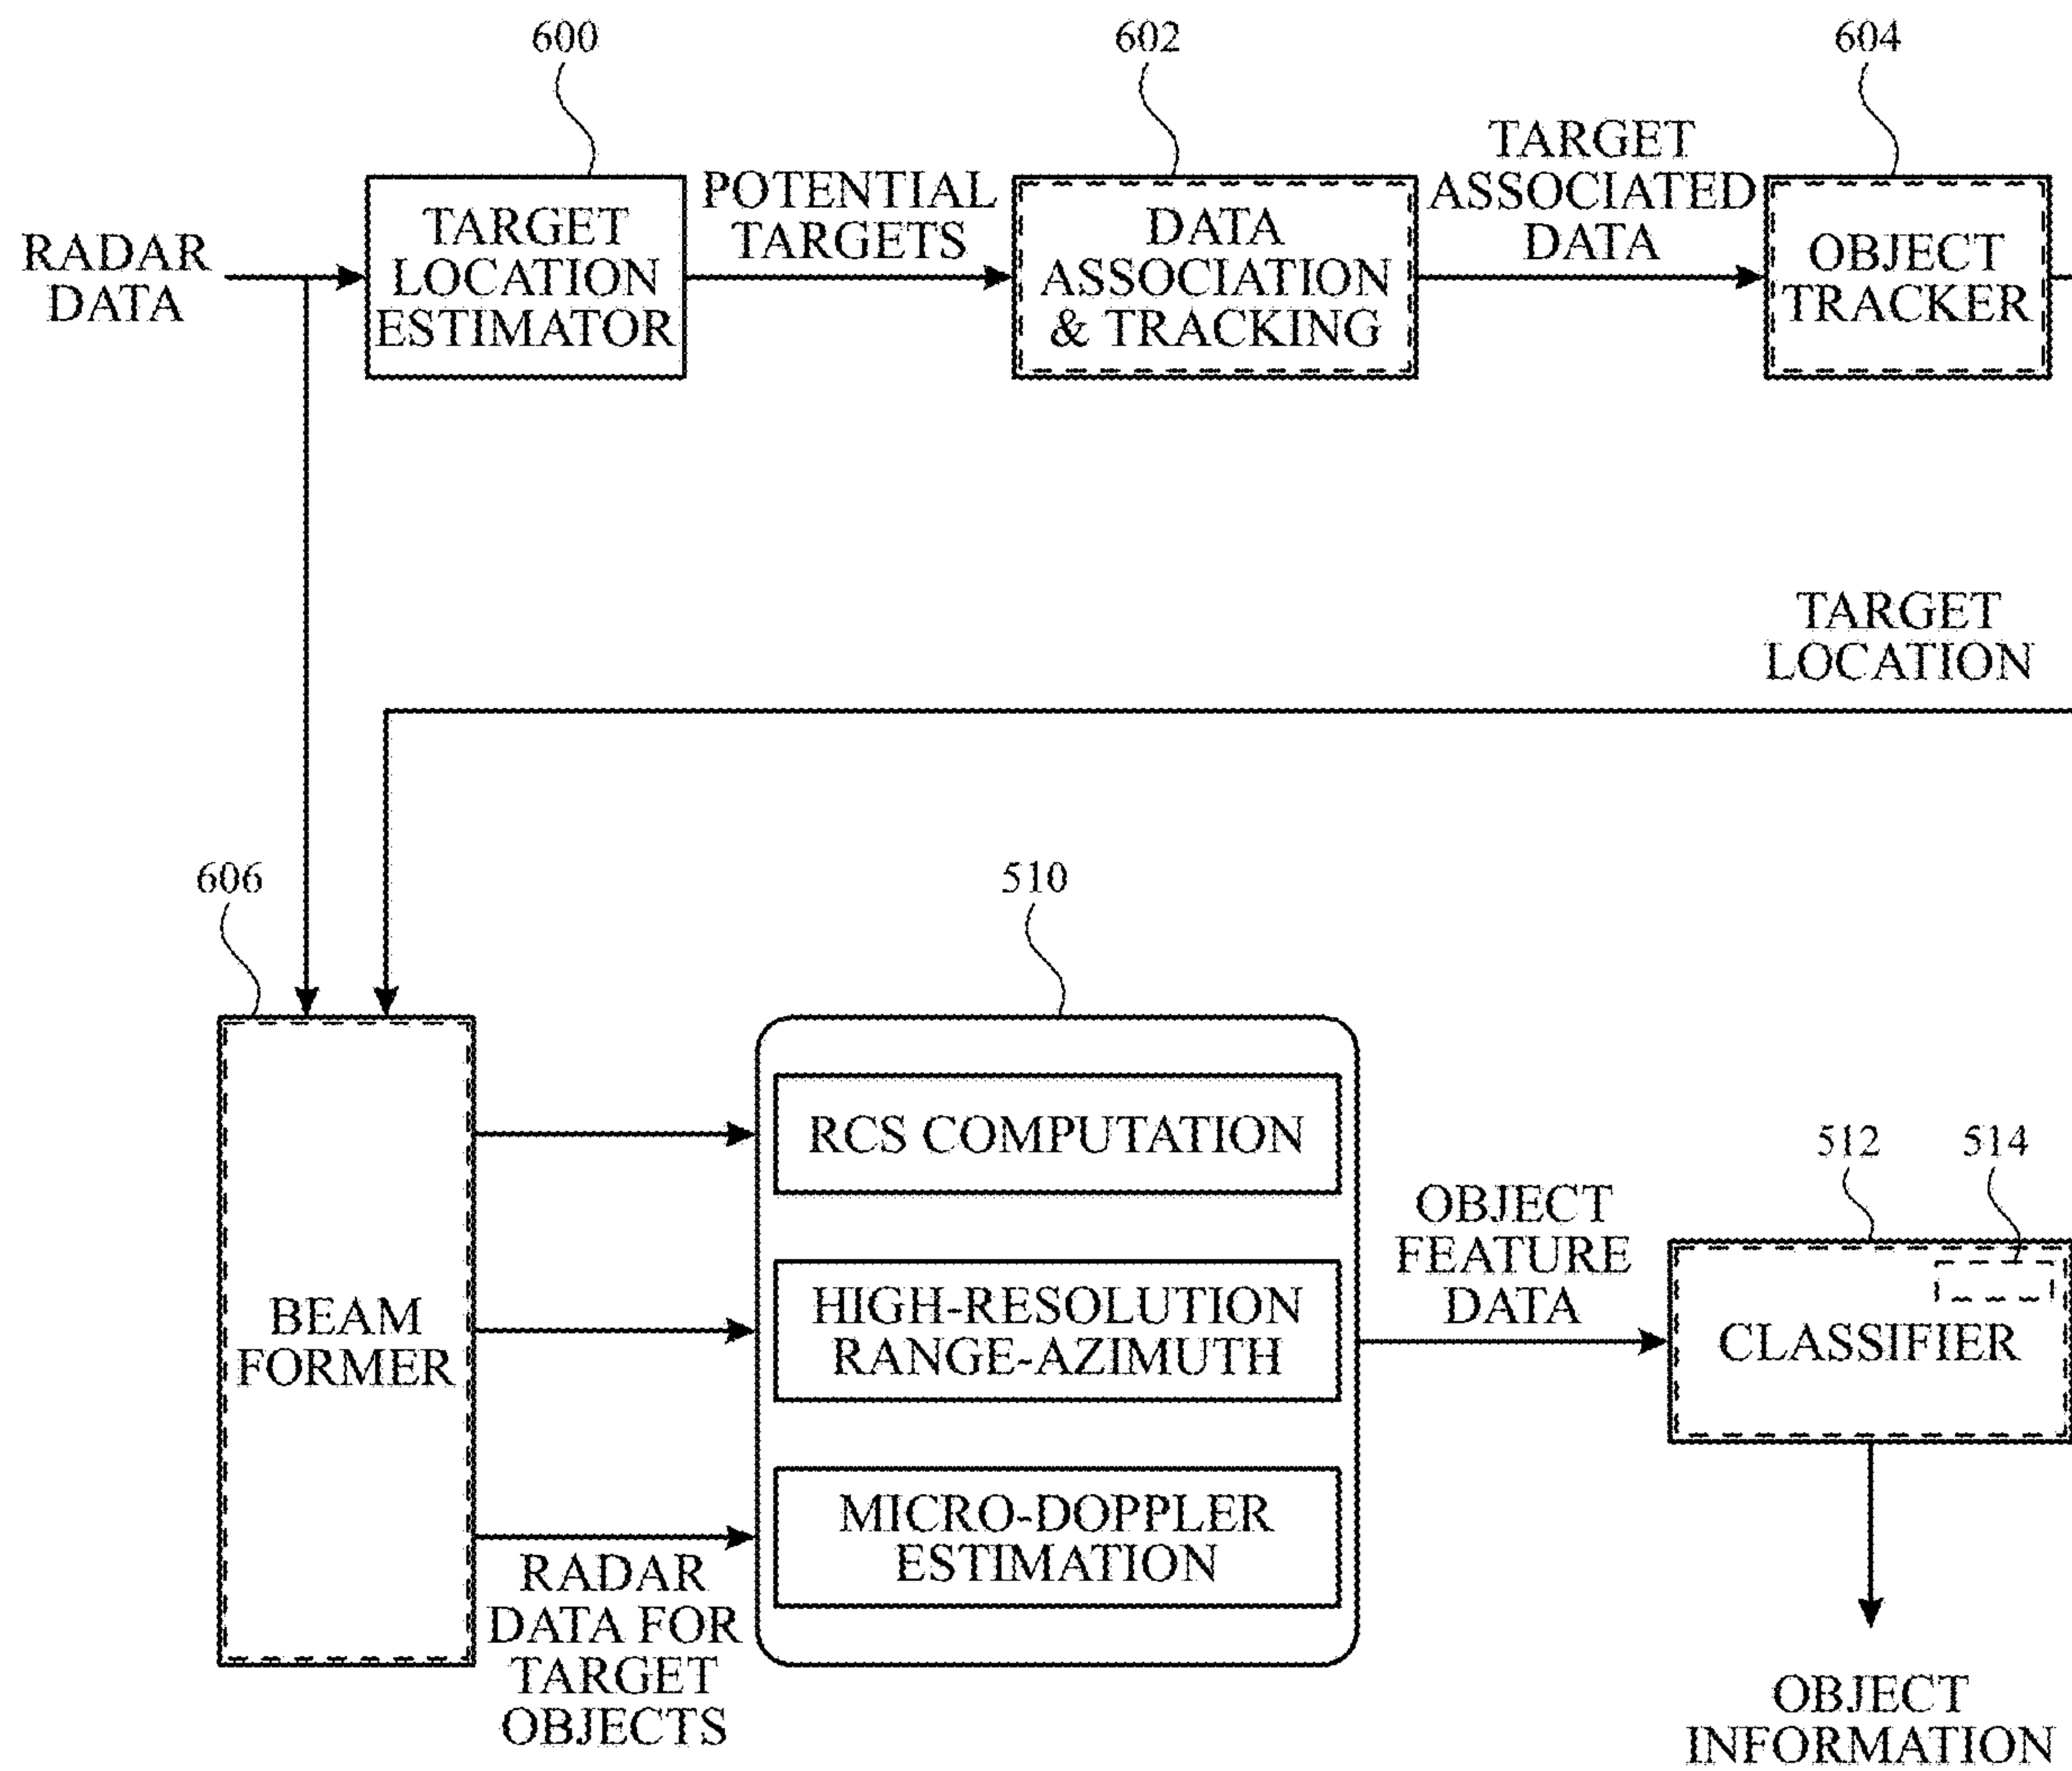 600
602
604
RADAR
DATA
TARGET
LOCATION
ESTIMATOR
POTENTIAL
TARGETS
DATA
ASSOCIATION
& TRACKING
TARGET
ASSOCIATED
DATA
OBJECT
TRACKER
TARGET
LOCATION
606
510
BEAM
FORMER
RCS COMPUTATION
HIGH-RESOLUTION
RANGE-AZIMUTH
MICRO-DOPPLER
ESTIMATION
RADAR
DATA FOR
TARGET
OBJECTS
OBJECT
FEATURE
DATA
512
514
CLASSIFIER
OBJECT
INFORMATION